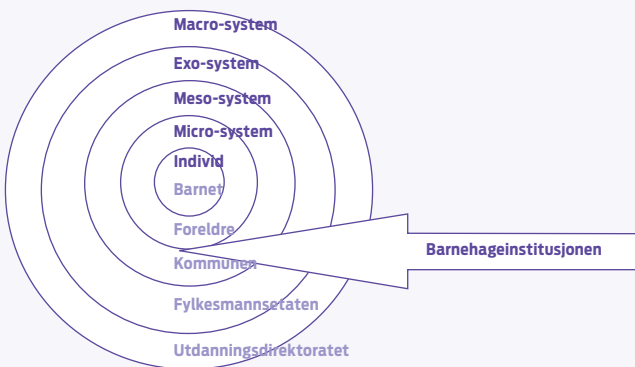 Macro-system
Exo-system
Meso-system
Micro-system
Individ
Barnet
Foreldre
Barnehageinstitusjonen
Kommunen
Fylkesmannsetaten
Utdanningsdirektoratet